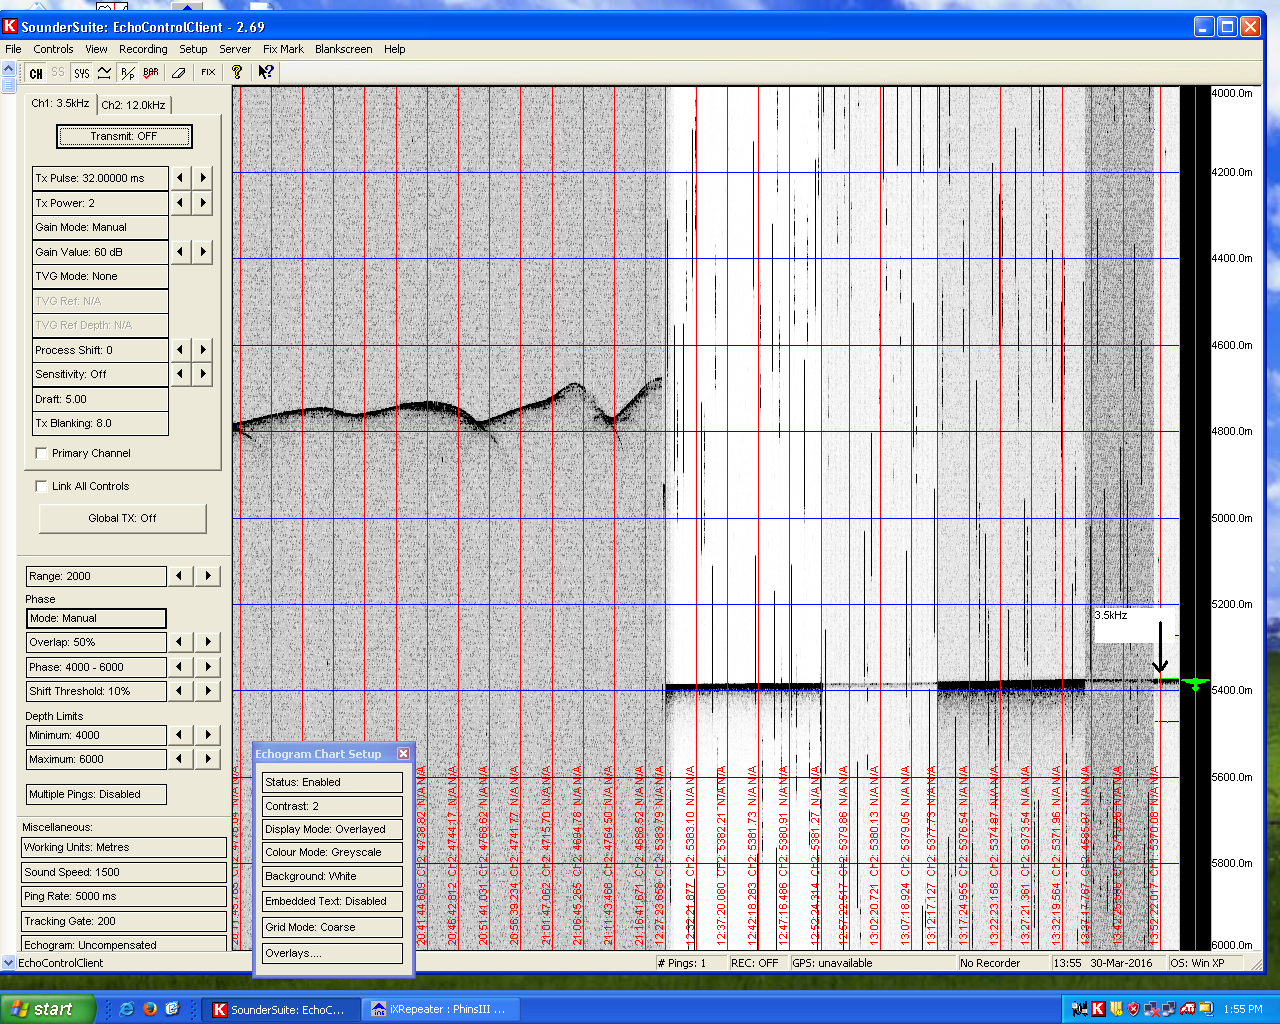 SounderSuite: EchoControlClient - 2.69
File Controls View Recording Setup Server Fix Mark Blankscreen Help
CH SS SYS R/P BAR FIX
Ch1: 3.5kHz Ch2: 12.0kHz
Transmit: OFF
Tx Pulse: 32.00000 ms
Tx Power: 2
Gain Mode: Manual
Gain Value: 60 dB
TVG Mode: None
TVG Ref: N/A
TVG Ref Depth: N/A
Process Shift: 0
Sensitivity: Off
Draft: 5.00
Tx Blanking: 8.0
Primary Channel
Link All Controls
Global TX: Off
Range: 2000
Phase
Mode: Manual
Overlap: 50%
Phase: 4000 - 6000
Shift Threshold: 10%
Depth Limits
Minimum: 4000
Maximum: 6000
Multiple Pings: Disabled
Miscellaneous:
Working Units: Metres
Sound Speed: 1500
Ping Rate: 5000 ms
Tracking Gate: 200
Echogram: Uncompensated
4000.0m
4200.0m
4400.0m
4600.0m
4800.0m
5000.0m
5200.0m
5400.0m
5600.0m
5800.0m
6000.0m
3.5kHz
Echogram Chart Setup
Status: Enabled
Contrast: 2
Display Mode: Overlayed
Colour Mode: Greyscale
Background: White
Embedded Text: Disabled
Grid Mode: Coarse
Overlays....
20:41:44.609 Ch2: 4738.82 N/A N/A
20:46:42.812 Ch2: 4744.17 N/A N/A
20:51:41.031 Ch2: 4768.62 N/A N/A
20:56:39.234 Ch2: 4741.77 N/A N/A
21:01:47.062 Ch2: 4715.70 N/A N/A
21:06:45.265 Ch2: 4684.78 N/A N/A
21:11:43.468 Ch2: 4764.50 N/A N/A
21:16:41.671 Ch2: 4686.52 N/A N/A
12:27:23.658 Ch2: 5383.79 N/A N/A
12:32:21.877 Ch2: 5383.10 N/A N/A
12:37:20.080 Ch2: 5382.21 N/A N/A
12:42:18.283 Ch2: 5381.73 N/A N/A
12:47:16.486 Ch2: 5380.91 N/A N/A
12:52:24.314 Ch2: 5381.27 N/A N/A
12:57:22.517 Ch2: 5379.86 N/A N/A
13:02:20.721 Ch2: 5380.13 N/A N/A
13:07:18.924 Ch2: 5379.05 N/A N/A
13:12:17.127 Ch2: 5377.73 N/A N/A
13:17:24.955 Ch2: 5376.54 N/A N/A
13:22:23.158 Ch2: 5374.97 N/A N/A
13:27:21.361 Ch2: 5373.54 N/A N/A
13:32:19.564 Ch2: 5371.96 N/A N/A
13:52:22.017 Ch1: 5370.08 N/A N/A
EchoControlClient # Pings: 1 REC: OFF GPS: unavailable No Recorder 13:55 30-Mar-2016 OS: Win XP
start SounderSuite: EchoC... iXRepeater : PhinsIII ... 1:55 PM